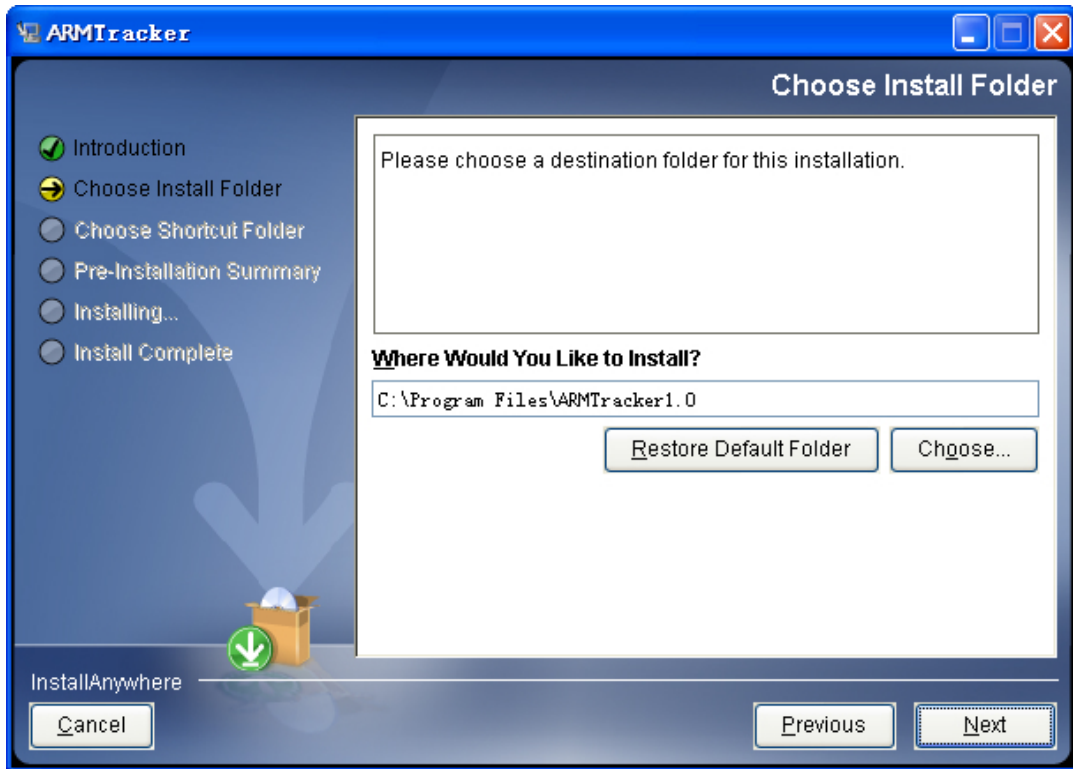 ARMTracker
Choose Install Folder
Introduction
Choose Install Folder
Choose Shortcut Folder
Pre-Installation Summary
Installing...
Install Complete
Please choose a destination folder for this installation.
Where Would You Like to Install?
C:\Program Files\ARMTracker1.0
Restore Default Folder Choose...
InstallAnywhere
Cancel Previous Next